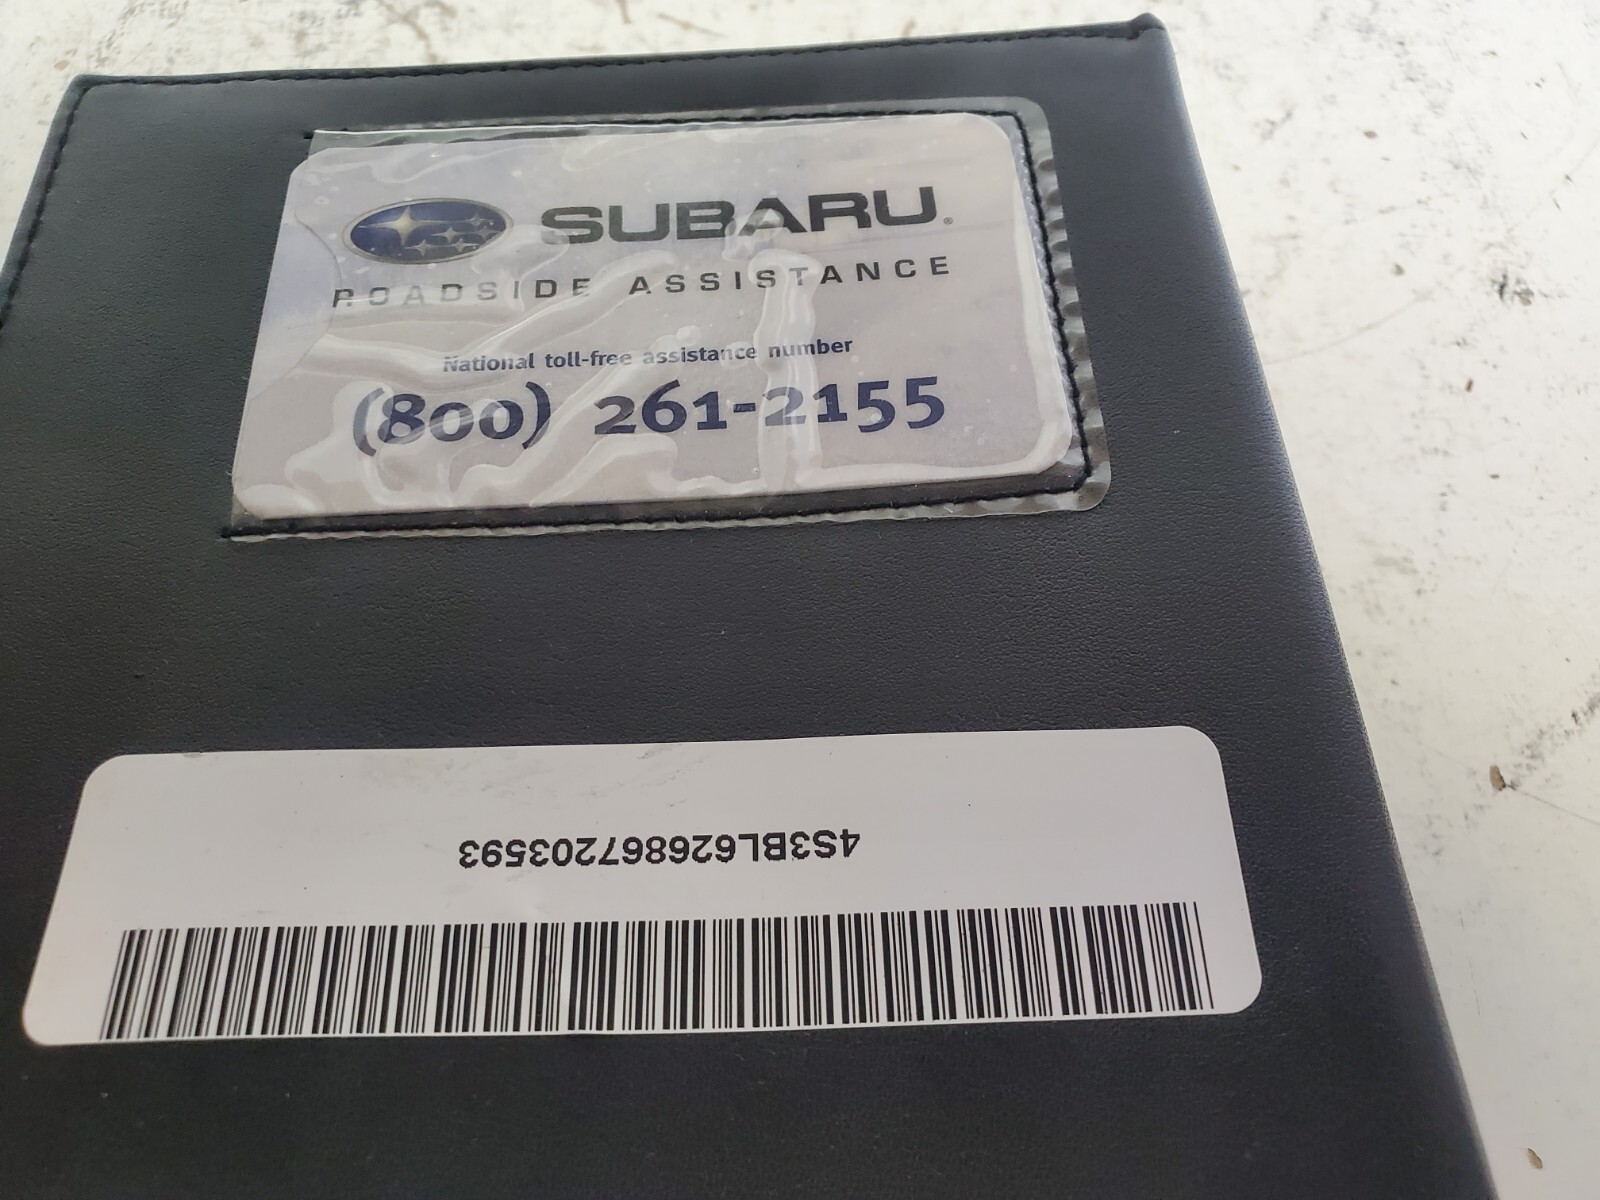 SUBARU®
ROADSIDE ASSISTANCE
National toll-free assistance number
(800) 261-2155
4S3BL626867203593